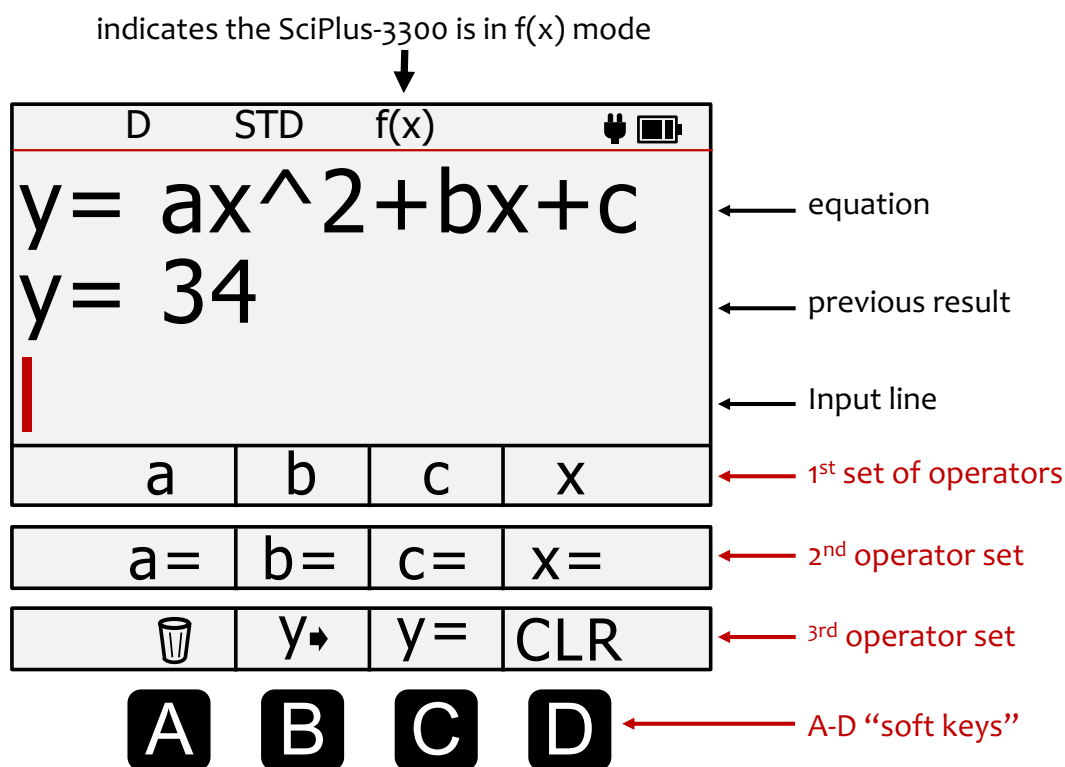 indicates the SciPlus-3300 is in f(x) mode
D STD f(x)
y= ax^2+bx+c
equation
y= 34
previous result
Input line
a b c x
1st set of operators
a= b= c= x=
2nd operator set
y➧ y= CLR
3rd operator set
A B C D
A-D “soft keys”